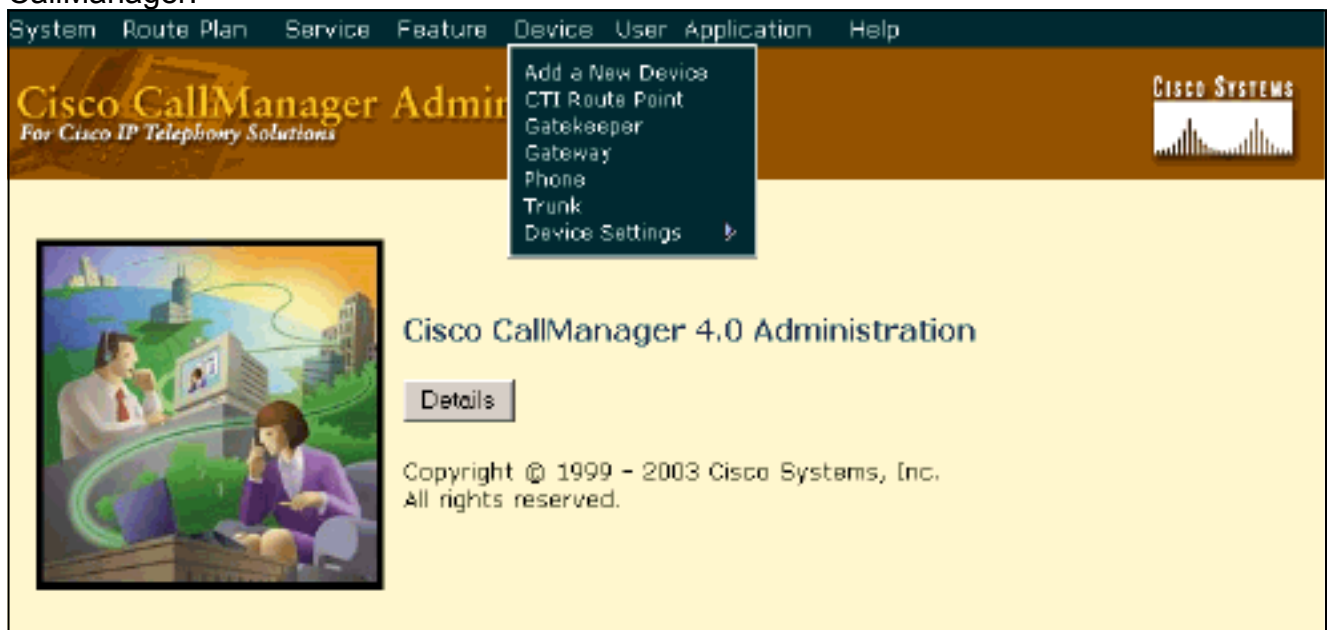 CallManager.
System Route Plan Service Feature Device User Application Help
Cisco CallManager Admin
For Cisco IP Telephony Solutions
Add a New Device
CTI Route Point
Gatekeeper
Gateway
Phone
Trunk
Device Settings
CISCO SYSTEMS
Cisco CallManager 4.0 Administration
Details
Copyright © 1999 - 2003 Cisco Systems, Inc.
All rights reserved.